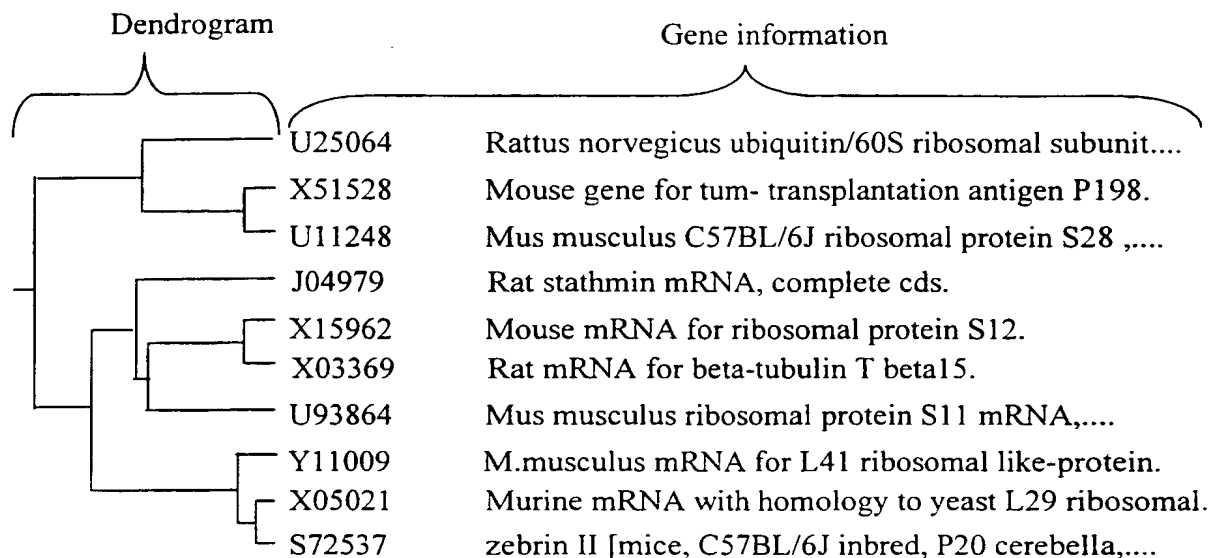 Dendrogram
Gene information
U25064 Rattus norvegicus ubiquitin/60S ribosomal subunit....
X51528 Mouse gene for tum- transplantation antigen P198.
U11248 Mus musculus C57BL/6J ribosomal protein S28 ,....
J04979 Rat stathmin mRNA, complete cds.
X15962 Mouse mRNA for ribosomal protein S12.
X03369 Rat mRNA for beta-tubulin T beta15.
U93864 Mus musculus ribosomal protein S11 mRNA,....
Y11009 M.musculus mRNA for L41 ribosomal like-protein.
X05021 Murine mRNA with homology to yeast L29 ribosomal.
S72537 zebrin II [mice, C57BL/6J inbred, P20 cerebella,....